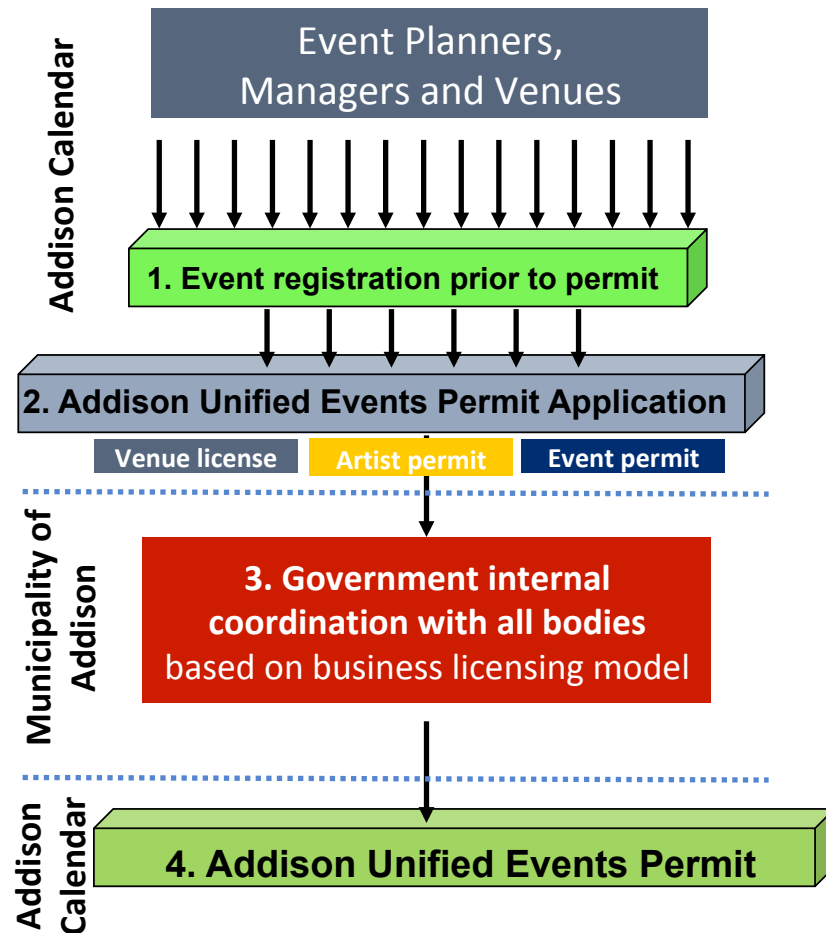 Addison Calendar
Event Planners,
Managers and Venues
1. Event registration prior to permit
2. Addison Unified Events Permit Application
Venue license
Artist permit
Event permit
Municipality of
Addison
3. Government internal
coordination with all bodies
based on business licensing model
Addison
Calendar
4. Addison Unified Events Permit